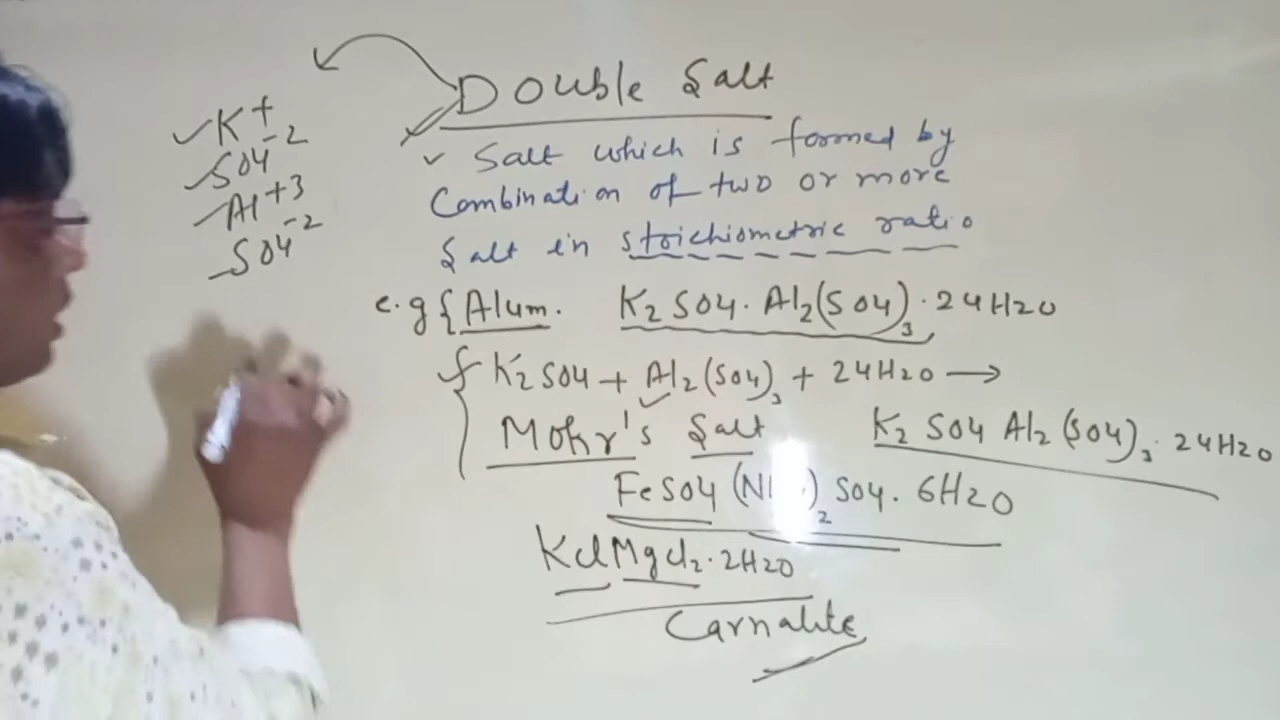 Double Salt
✓ Salt which is formed by
Combination of two or more
Salt in strichiometric ratio
✓K+
SO4 -2
Al+3
SO4 -2
e.g { Alum. K2SO4. Al2(SO4)3 . 24H2O
K2SO4 + Al2(SO4)3 + 24H2O →
K2SO4 Al2(SO4)3 . 24H2O
Mohr's Salt
FeSO4 ( )2 SO4. 6H2O
KClMgCl2. 2H2O
Carnalite